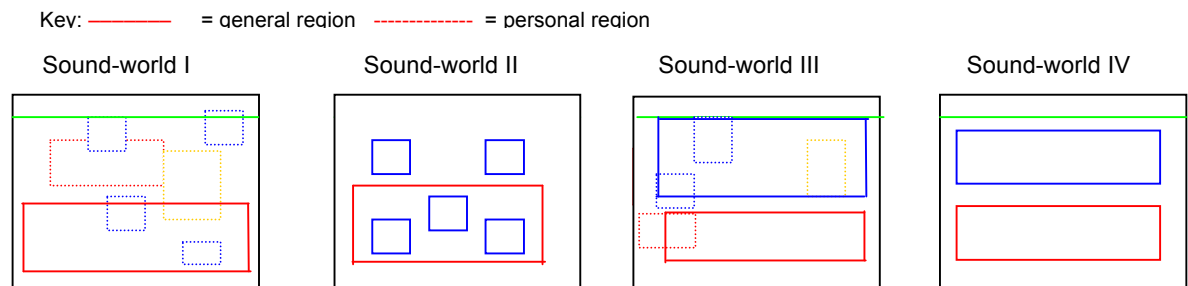 Key: = general region = personal region
Sound-world I Sound-world II Sound-world III Sound-world IV